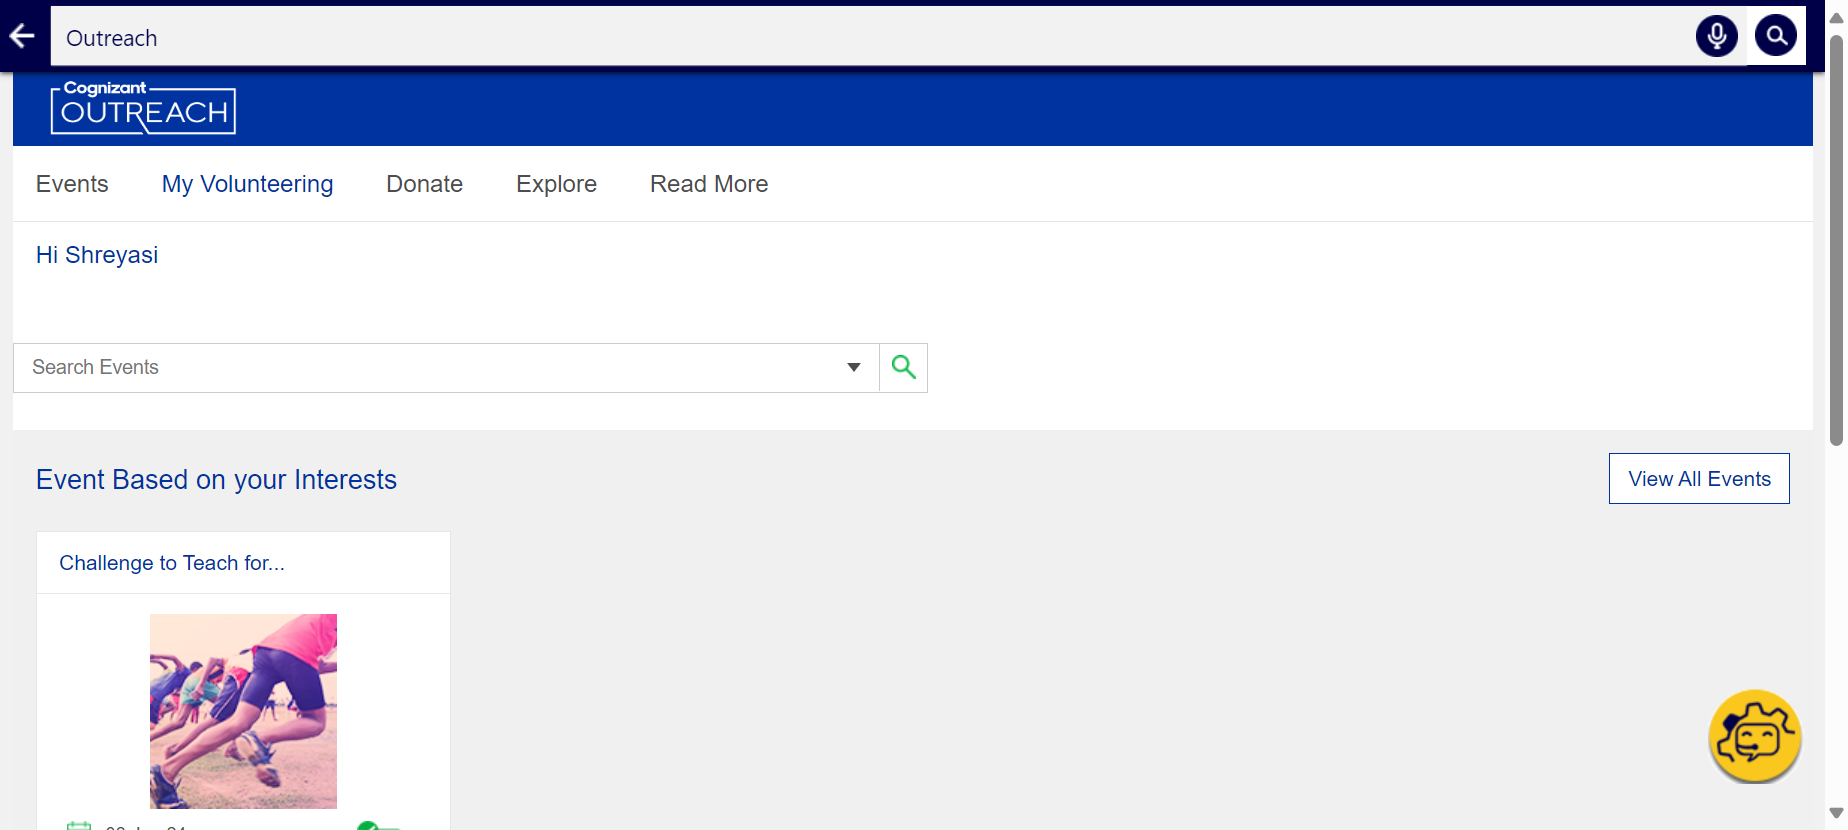 Outreach
Cognizant
OUTREACH
Events My Volunteering Donate Explore Read More
Hi Shreyasi
Search Events
Event Based on your Interests
View All Events
Challenge to Teach for...